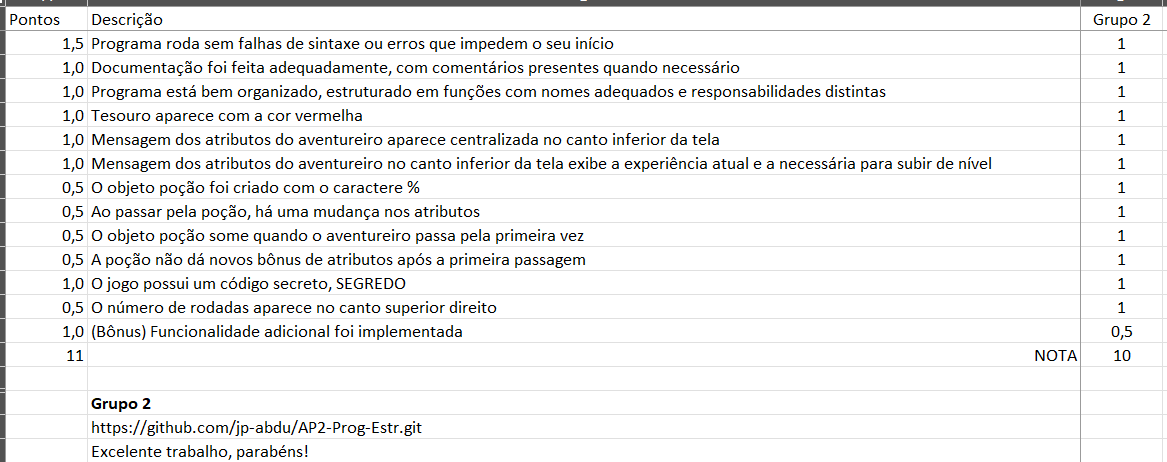 Pontos Descrição Grupo 2
1,5 Programa roda sem falhas de sintaxe ou erros que impedem o seu início 1
1,0 Documentação foi feita adequadamente, com comentários presentes quando necessário 1
1,0 Programa está bem organizado, estruturado em funções com nomes adequados e responsabilidades distintas 1
1,0 Tesouro aparece com a cor vermelha 1
1,0 Mensagem dos atributos do aventureiro aparece centralizada no canto inferior da tela 1
1,0 Mensagem dos atributos do aventureiro no canto inferior da tela exibe a experiência atual e a necessária para subir de nível 1
0,5 O objeto poção foi criado com o caractere % 1
0,5 Ao passar pela poção, há uma mudança nos atributos 1
0,5 O objeto poção some quando o aventureiro passa pela primeira vez 1
0,5 A poção não dá novos bônus de atributos após a primeira passagem 1
1,0 O jogo possui um código secreto, SEGREDO 1
0,5 O número de rodadas aparece no canto superior direito 1
1,0 (Bônus) Funcionalidade adicional foi implementada 0,5
11 NOTA 10
Grupo 2
https://github.com/jp-abdu/AP2-Prog-Estr.git
Excelente trabalho, parabéns!